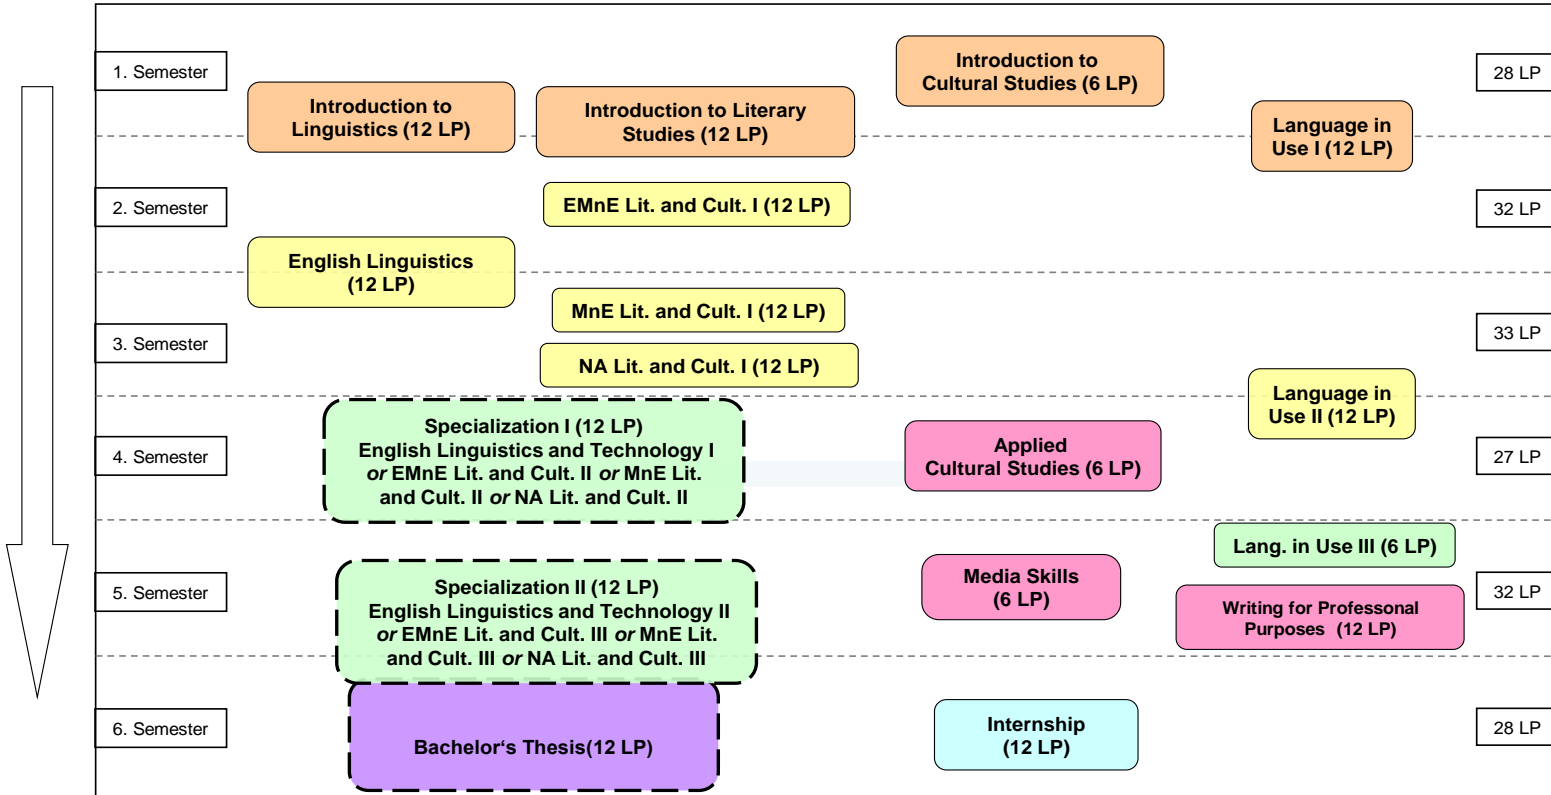 1. Semester
Introduction to
Cultural Studies (6 LP)
28 LP
Introduction to
Linguistics (12 LP)
Introduction to Literary
Studies (12 LP)
Language in
Use I (12 LP)
2. Semester
EMnE Lit. and Cult. I (12 LP)
32 LP
English Linguistics
(12 LP)
MnE Lit. and Cult. I (12 LP)
3. Semester
33 LP
NA Lit. and Cult. I (12 LP)
Language in
Use II (12 LP)
4. Semester
Specialization I (12 LP)
English Linguistics and Technology I
or EMnE Lit. and Cult. II or MnE Lit.
and Cult. II or NA Lit. and Cult. II
Applied
Cultural Studies (6 LP)
27 LP
Lang. in Use III (6 LP)
5. Semester
Specialization II (12 LP)
English Linguistics and Technology II
or EMnE Lit. and Cult. III or MnE Lit.
and Cult. III or NA Lit. and Cult. III
Media Skills
(6 LP)
Writing for Professonal
Purposes (12 LP)
32 LP
6. Semester
Bachelor‘s Thesis(12 LP)
Internship
(12 LP)
28 LP